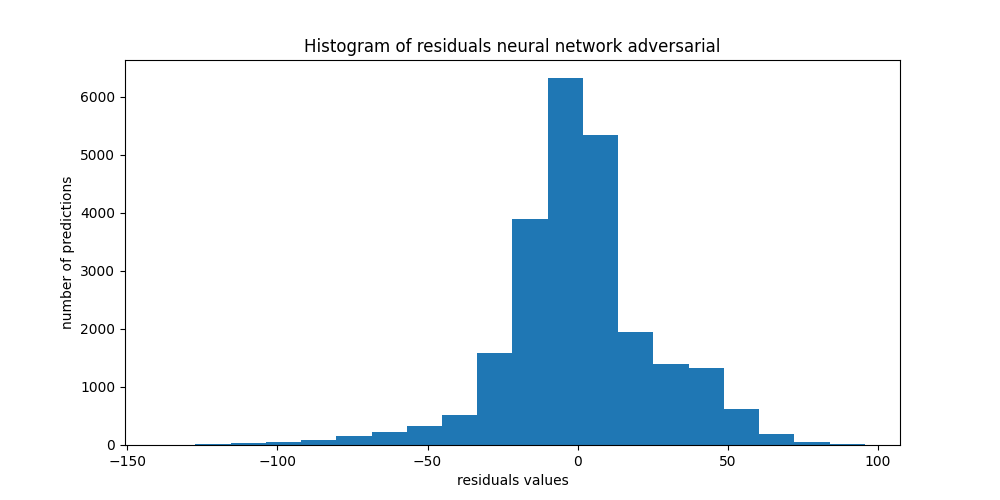 Histogram of residuals neural network adversarial
number of predictions
6000
5000
4000
3000
2000
1000
0
−150 −100 −50 0 50 100
residuals values